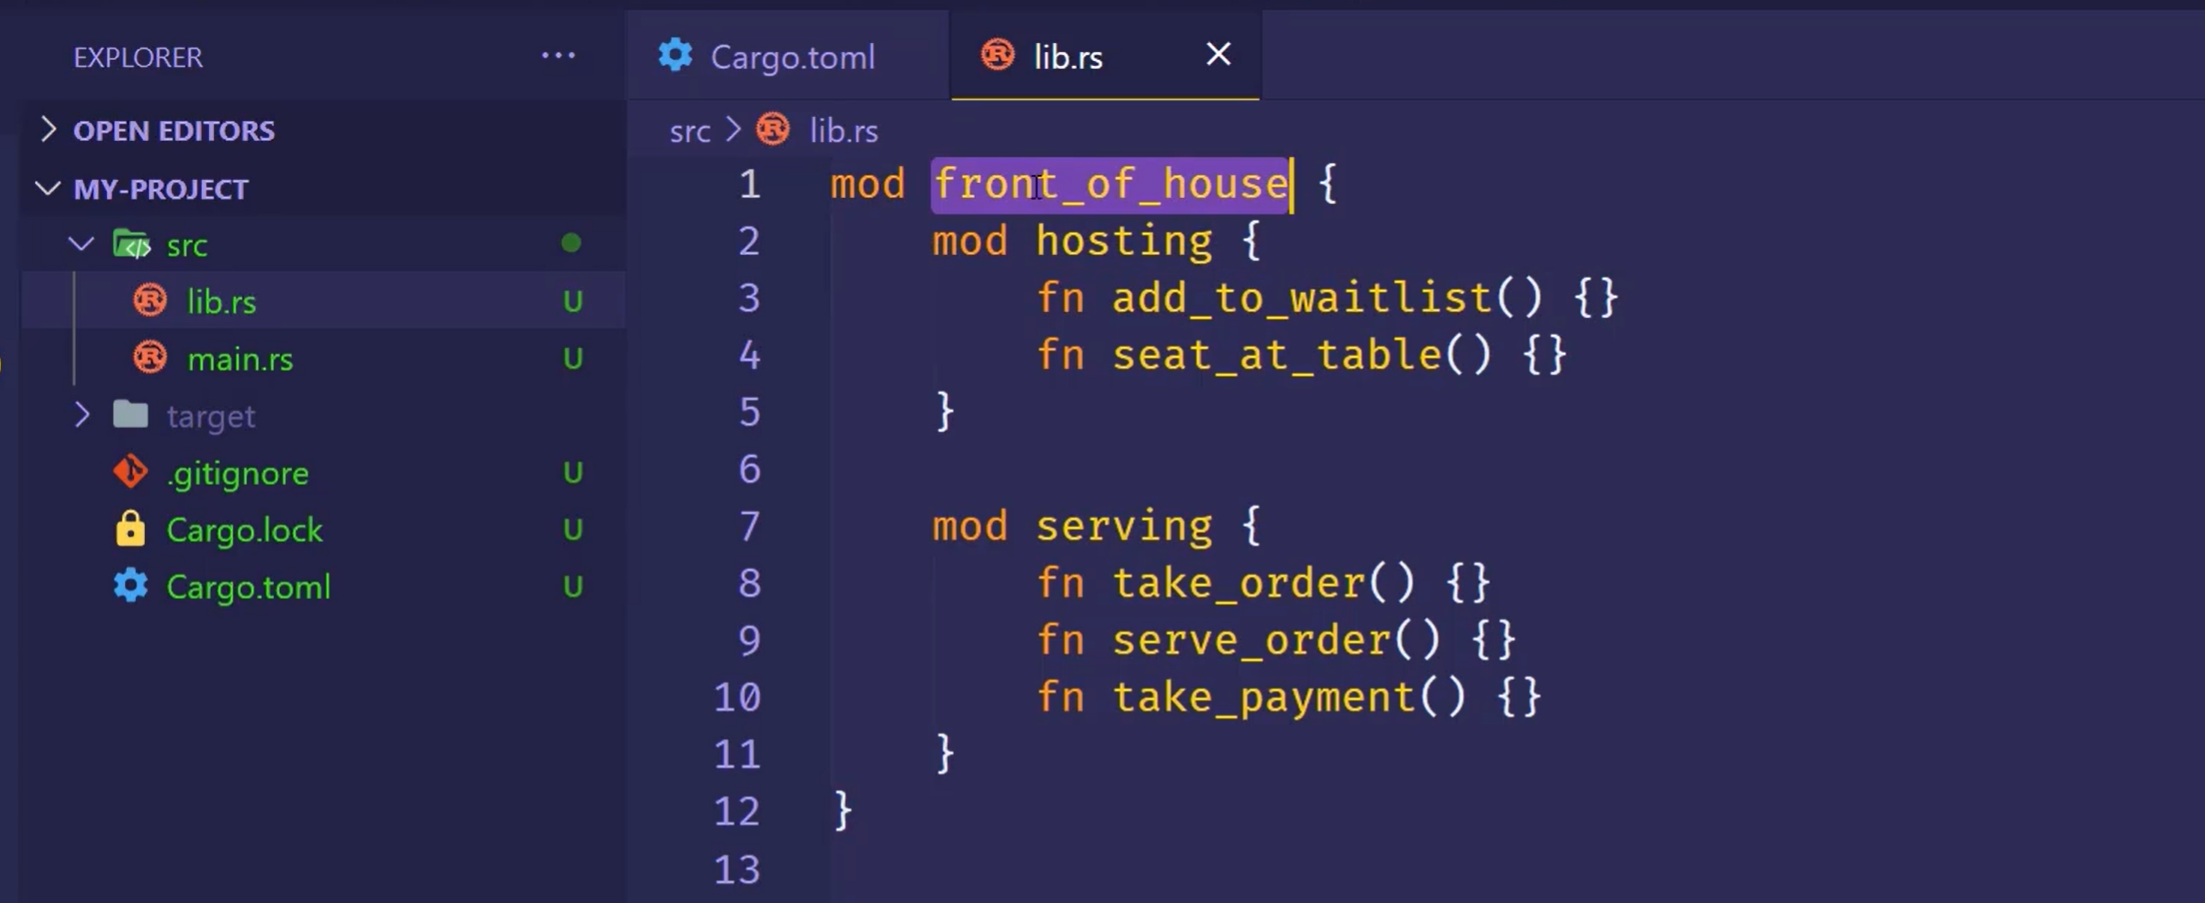 EXPLORER ...
OPEN EDITORS
MY-PROJECT
src
lib.rs U
main.rs U
target
.gitignore U
Cargo.lock U
Cargo.toml U
Cargo.toml lib.rs
src > lib.rs
1 mod front_of_house {
2     mod hosting {
3         fn add_to_waitlist() {}
4         fn seat_at_table() {}
5     }
6
7     mod serving {
8         fn take_order() {}
9         fn serve_order() {}
10         fn take_payment() {}
11     }
12 }
13